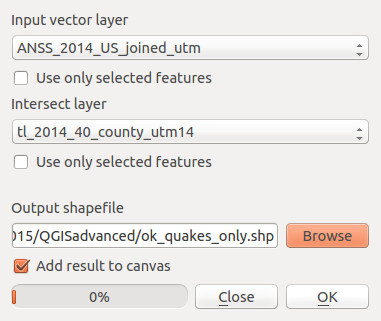 Input vector layer
ANSS_2014_US_joined_utm
Use only selected features
Intersect layer
tl_2014_40_county_utm14
Use only selected features
Output shapefile
015/QGISadvanced/ok_quakes_only.shp Browse
Add result to canvas
0% Close OK